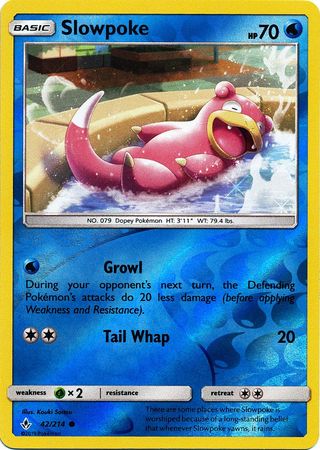 BASIC Slowpoke HP70
NO. 079 Dopey Pokémon HT: 3'11" WT: 79.4 lbs.
Growl
During your opponent's next turn, the Defending
Pokémon's attacks do 20 less damage (before applying
Weakness and Resistance).
Tail Whap 20
weakness × 2 resistance retreat
Illus. Kouki Saitou
42/214
There are some places where Slowpoke is
worshiped because of a long-standing belief
that whenever Slowpoke yawns, it rains.